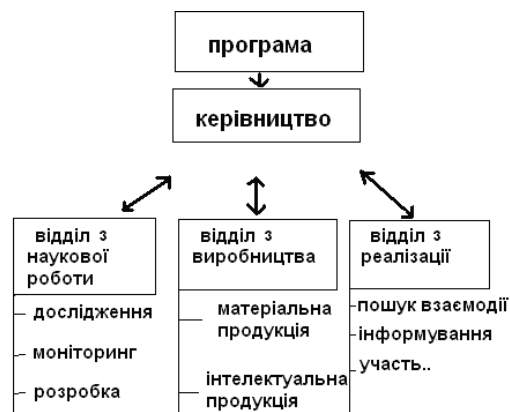 програма
керівництво
відділ з
наукової
роботи
дослідження
моніторинг
розробка
відділ з
виробництва
матеріальна
продукція
інтелектуальна
продукція
відділ з
реалізації
пошук взаємодії
інформування
участь..